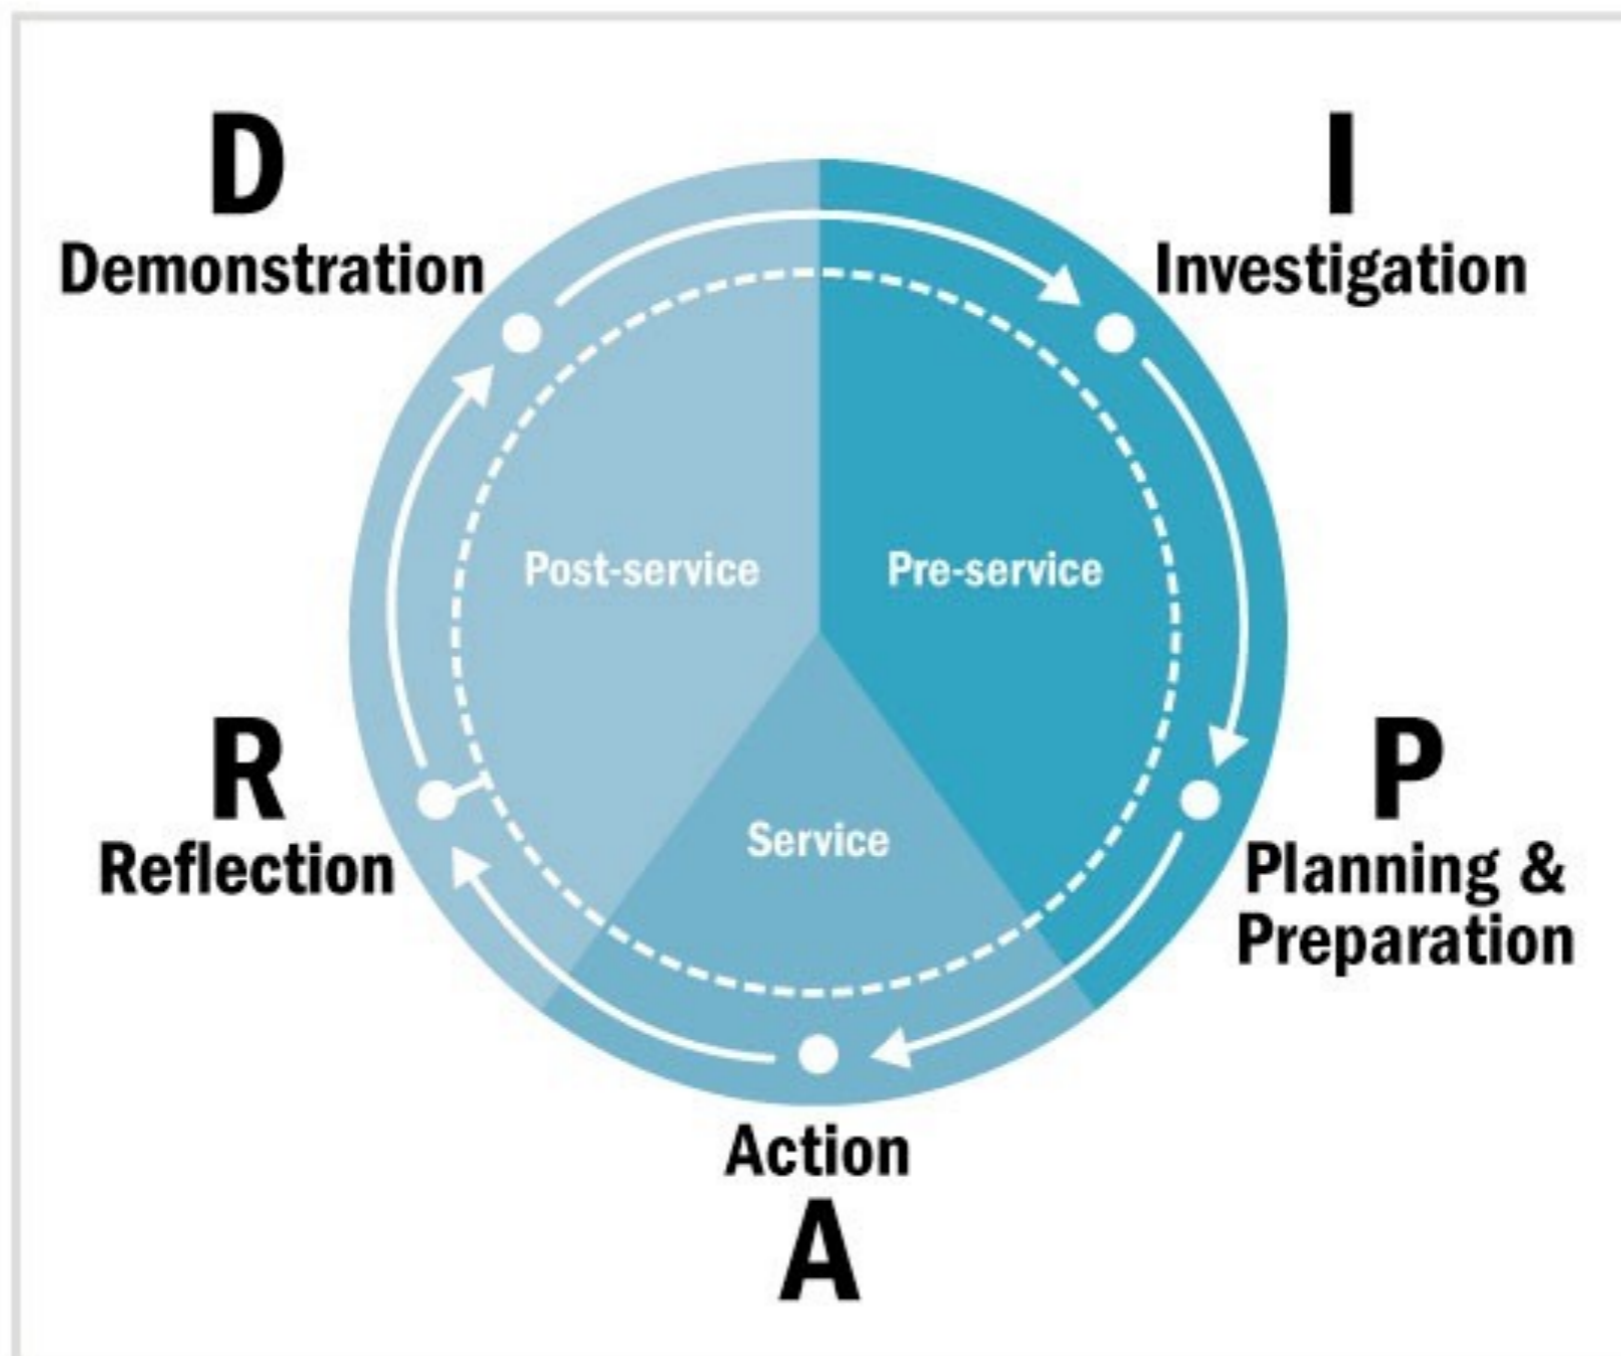 D
Demonstration
I
Investigation
Post-service
Pre-service
R
Reflection
P
Planning &
Preparation
Service
Action
A